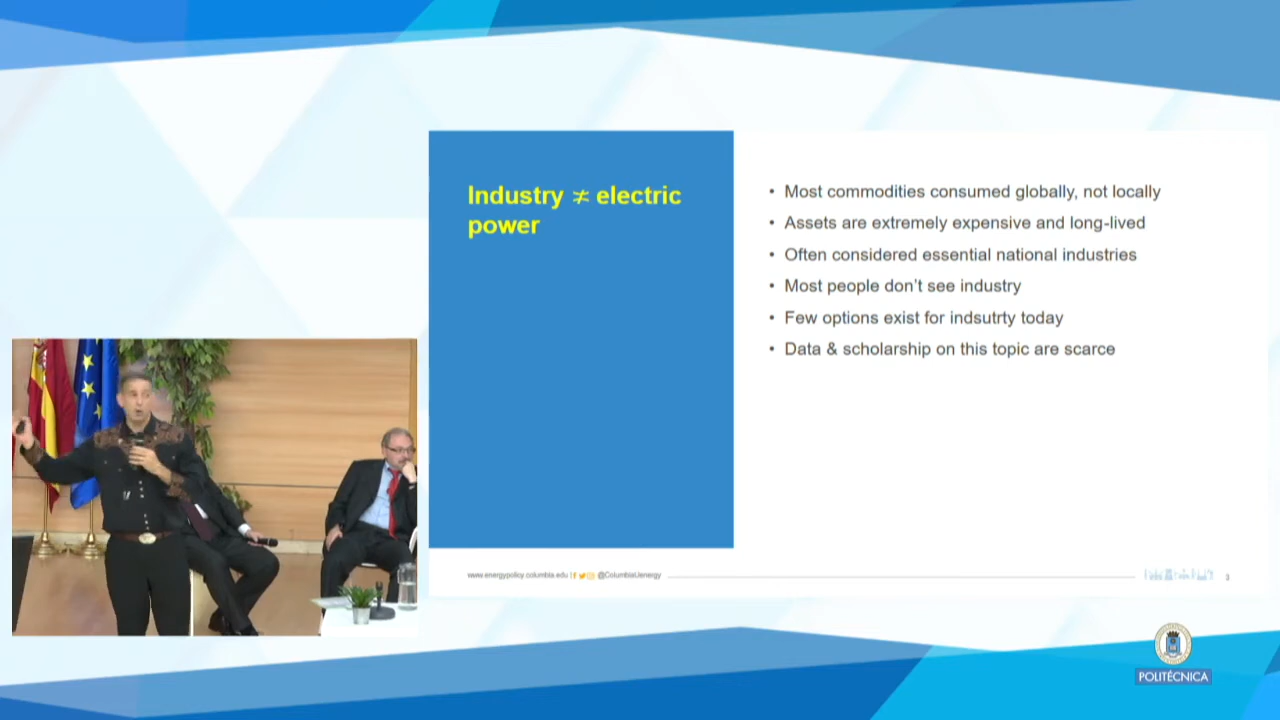 Industry ≠ electric
power
• Most commodities consumed globally, not locally
• Assets are extremely expensive and long-lived
• Often considered essential national industries
• Most people don't see industry
• Few options exist for indsutrty today
• Data & scholarship on this topic are scarce
www.energypolicy.columbia.edu | @ColumbiaUenergy
3
POLITÉCNICA